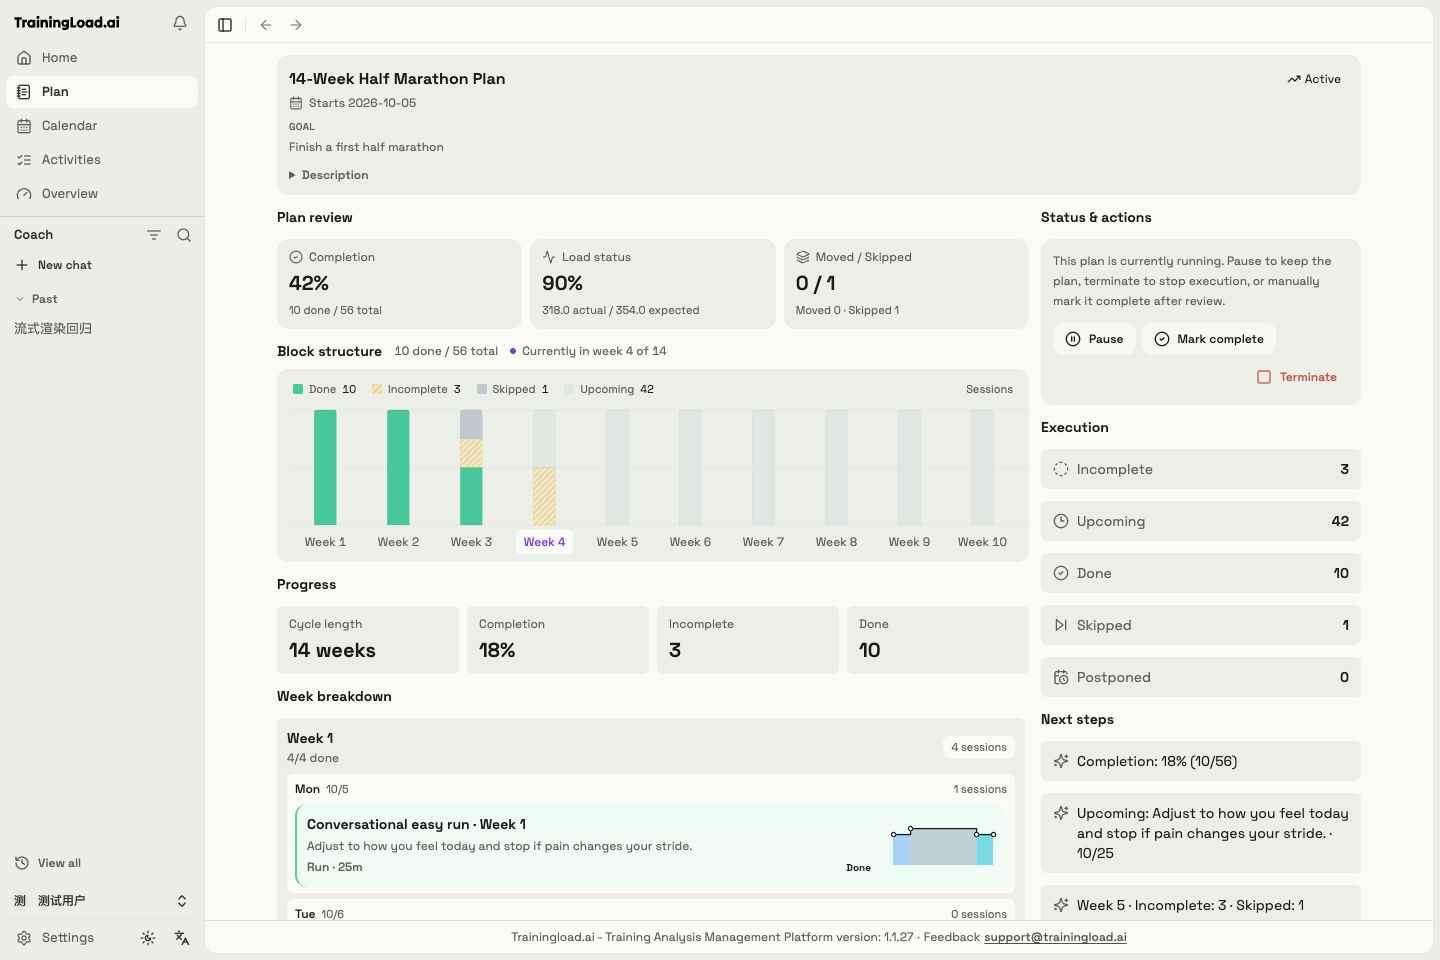 TrainingLoad.ai
Home
Plan
Calendar
Activities
Overview
Coach
New chat
Past
流式渲染回归
View all
测 测试用户
Settings
14-Week Half Marathon Plan
Active
Starts 2026-10-05
GOAL
Finish a first half marathon
Description
Plan review
Completion
42%
10 done / 56 total
Load status
90%
318.0 actual / 354.0 expected
Moved / Skipped
0 / 1
Moved 0 · Skipped 1
Block structure 10 done / 56 total Currently in week 4 of 14
Done 10 Incomplete 3 Skipped 1 Upcoming 42 Sessions
Week 1 Week 2 Week 3 Week 4 Week 5 Week 6 Week 7 Week 8 Week 9 Week 10
Progress
Cycle length
14 weeks
Completion
18%
Incomplete
3
Done
10
Week breakdown
Week 1
4/4 done
4 sessions
Mon 10/5 1 sessions
Conversational easy run · Week 1
Adjust to how you feel today and stop if pain changes your stride.
Run · 25m
Done
Tue 10/6 0 sessions
Status & actions
This plan is currently running. Pause to keep the
plan, terminate to stop execution, or manually
mark it complete after review.
Pause Mark complete
Terminate
Execution
Incomplete 3
Upcoming 42
Done 10
Skipped 1
Postponed 0
Next steps
Completion: 18% (10/56)
Upcoming: Adjust to how you feel today
and stop if pain changes your stride. ·
10/25
Week 5 · Incomplete: 3 · Skipped: 1
Trainingload.ai - Training Analysis Management Platform version: 1.1.27 · Feedback support@trainingload.ai